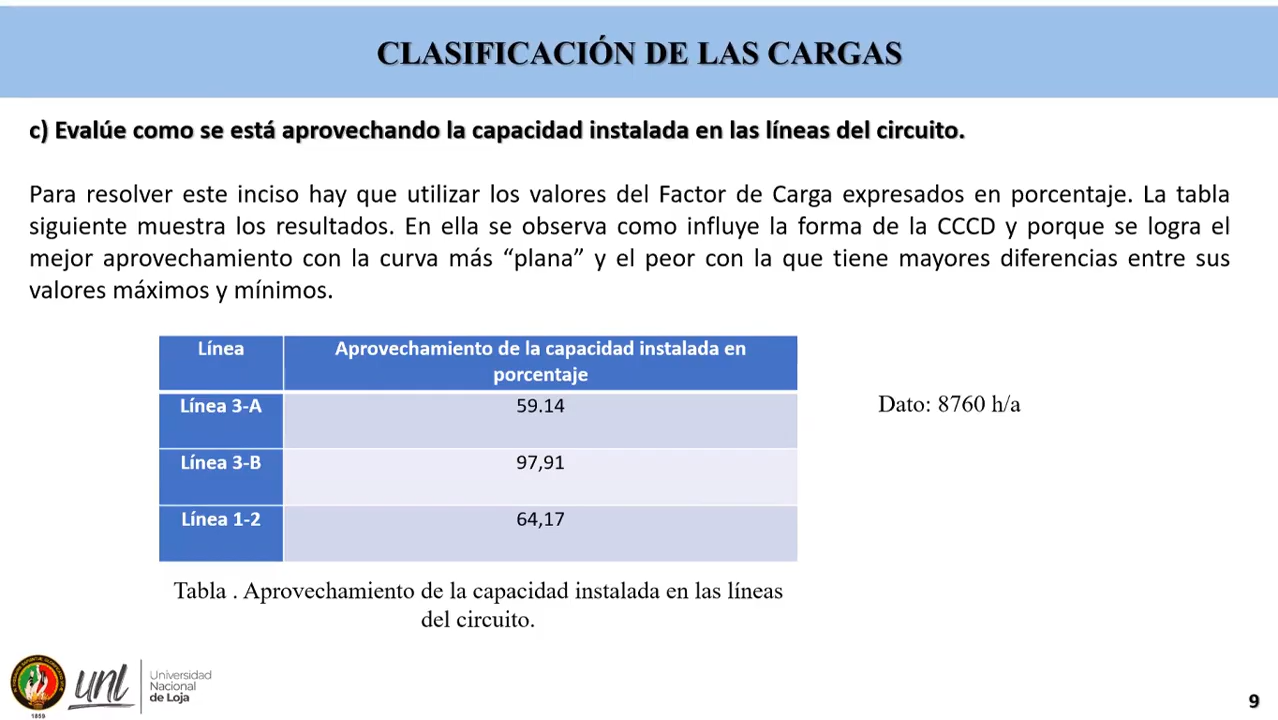 CLASIFICACIÓN DE LAS CARGAS
c) Evalúe como se está aprovechando la capacidad instalada en las líneas del circuito.
Para resolver este inciso hay que utilizar los valores del Factor de Carga expresados en porcentaje. La tabla
siguiente muestra los resultados. En ella se observa como influye la forma de la CCCD y porque se logra el
mejor aprovechamiento con la curva más “plana” y el peor con la que tiene mayores diferencias entre sus
valores máximos y mínimos.
Línea
Aprovechamiento de la capacidad instalada en
porcentaje
Línea 3-A
59.14
Línea 3-B
97,91
Línea 1-2
64,17
Dato: 8760 h/a
Tabla . Aprovechamiento de la capacidad instalada en las líneas
del circuito.
1859
unl
Universidad
Nacional
de Loja
9